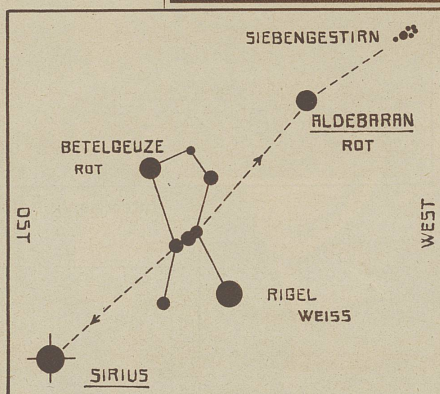 SIEBENGESTIRN
ALDEBARAN
ROT
BETELGEUZE
ROT
OST
WEST
RIGEL
WEISS
SIRIUS